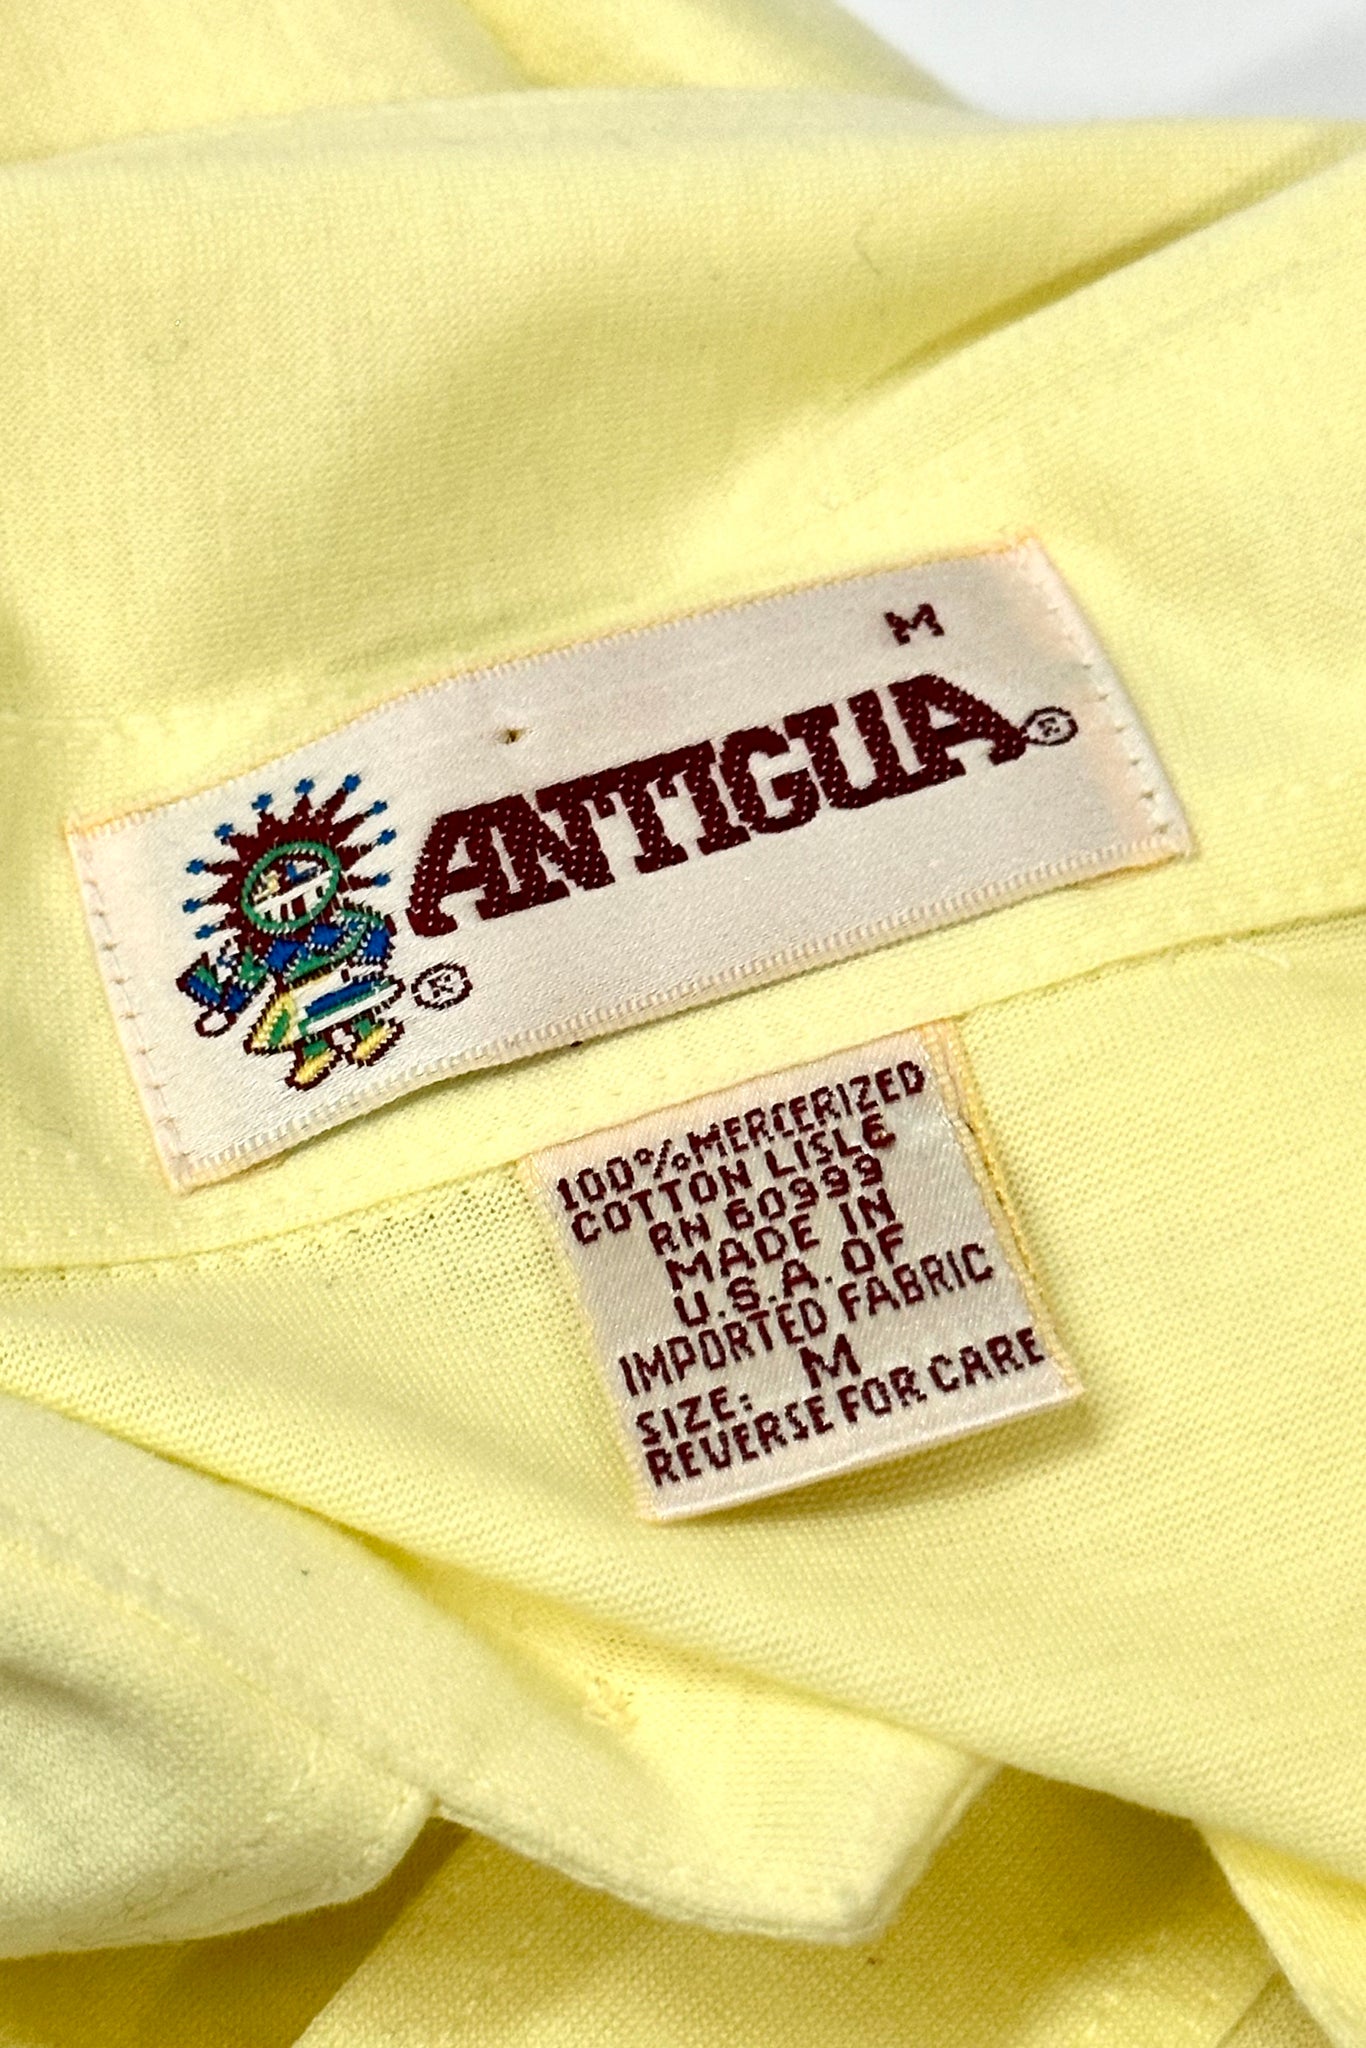 M
ANTIGUA®
®
100% MERCERIZED
COTTON LISLE
RN 60999
MADE IN
U.S.A. OF
IMPORTED FABRIC
SIZE: M
REVERSE FOR CARE